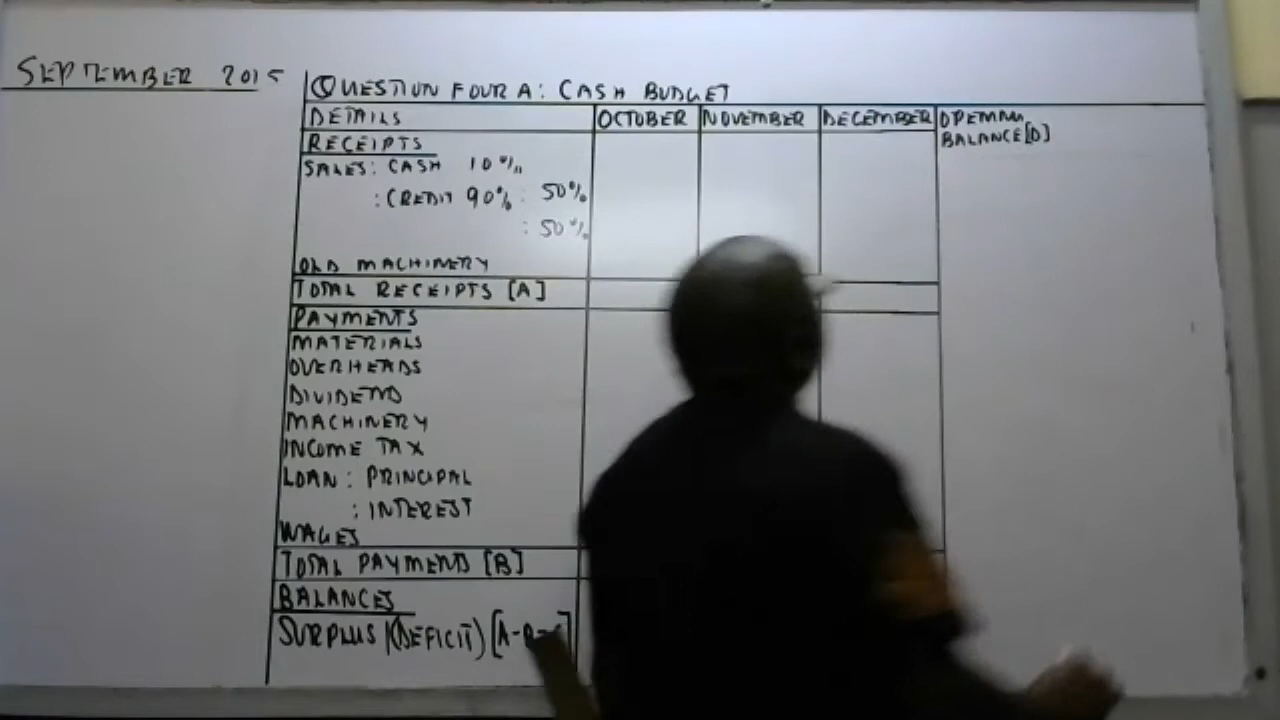 SEPTEMBER 2015
QUESTION FOUR A: CASH BUDGET
DETAILS OCTOBER NOVEMBER DECEMBER
BALANCE[D]
RECEIPTS
SALES: CASH 10%
: CREDIT 90%: 50%
: 50%
OLD MACHINERY
TOTAL RECEIPTS [A]
PAYMENTS
MATERIALS
OVERHEADS
DIVIDEND
MACHINERY
INCOME TAX
LOAN: PRINCIPAL
: INTEREST
WAGES
TOTAL PAYMENTS [B]
BALANCES
SURPLUS/(DEFICIT)